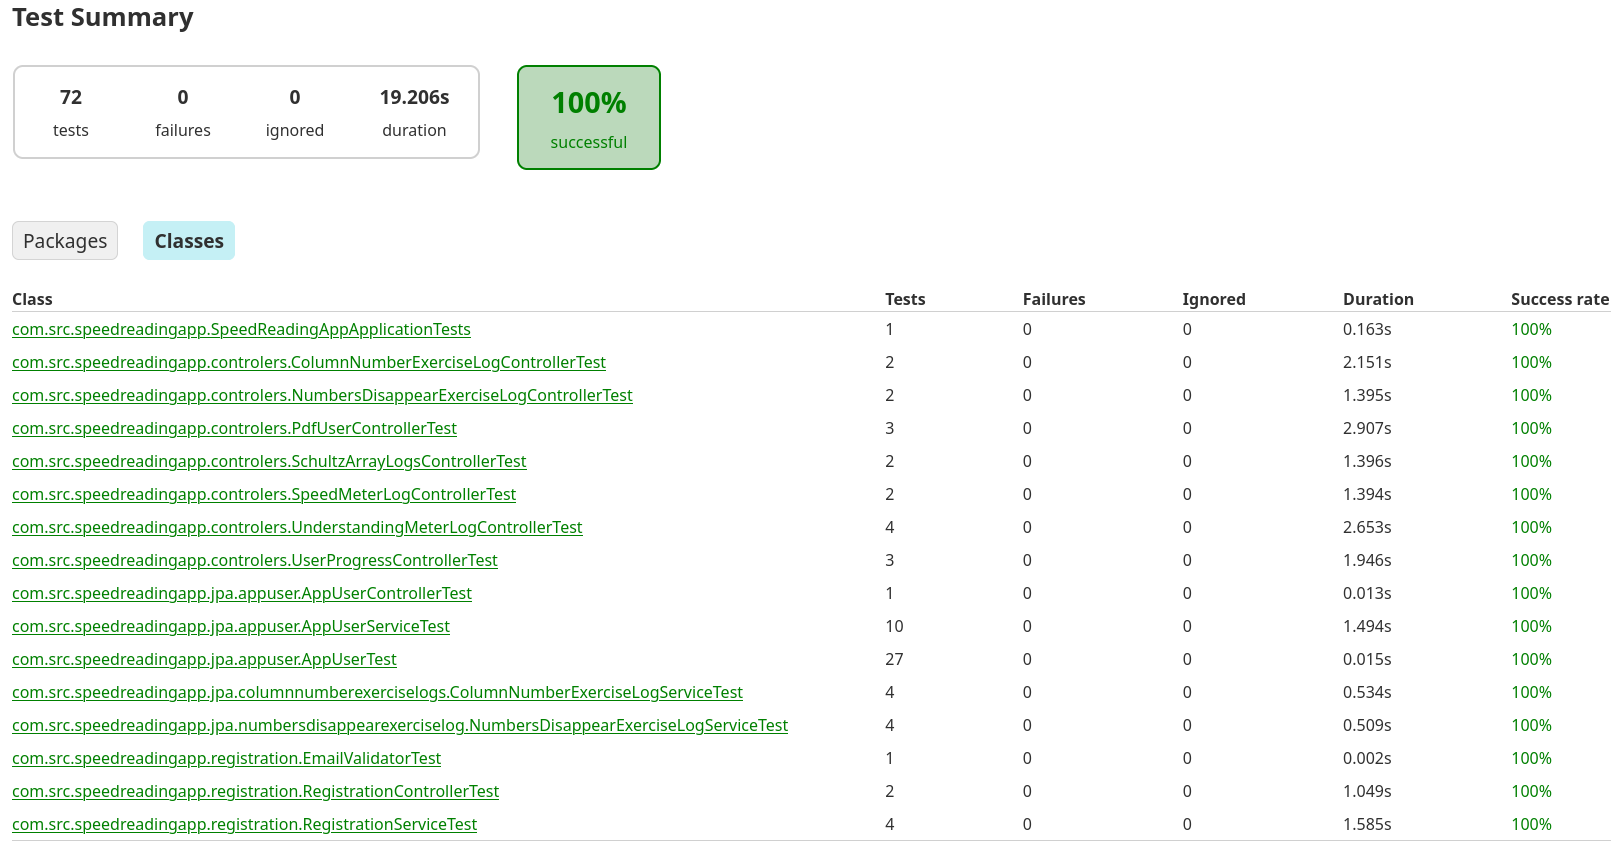 Test Summary
72 0 0 19.206s
tests failures ignored duration
100%
successful
Packages Classes
Class Tests Failures Ignored Duration Success rate
com.src.speedreadingapp.SpeedReadingAppApplicationTests 1 0 0 0.163s 100%
com.src.speedreadingapp.controlers.ColumnNumberExerciseLogControllerTest 2 0 0 2.151s 100%
com.src.speedreadingapp.controlers.NumbersDisappearExerciseLogControllerTest 2 0 0 1.395s 100%
com.src.speedreadingapp.controlers.PdfUserControllerTest 3 0 0 2.907s 100%
com.src.speedreadingapp.controlers.SchultzArrayLogsControllerTest 2 0 0 1.396s 100%
com.src.speedreadingapp.controlers.SpeedMeterLogControllerTest 2 0 0 1.394s 100%
com.src.speedreadingapp.controlers.UnderstandingMeterLogControllerTest 4 0 0 2.653s 100%
com.src.speedreadingapp.controlers.UserProgressControllerTest 3 0 0 1.946s 100%
com.src.speedreadingapp.jpa.appuser.AppUserControllerTest 1 0 0 0.013s 100%
com.src.speedreadingapp.jpa.appuser.AppUserServiceTest 10 0 0 1.494s 100%
com.src.speedreadingapp.jpa.appuser.AppUserTest 27 0 0 0.015s 100%
com.src.speedreadingapp.jpa.columnnumberexerciselogs.ColumnNumberExerciseLogServiceTest 4 0 0 0.534s 100%
com.src.speedreadingapp.jpa.numbersdisappearexerciselog.NumbersDisappearExerciseLogServiceTest 4 0 0 0.509s 100%
com.src.speedreadingapp.registration.EmailValidatorTest 1 0 0 0.002s 100%
com.src.speedreadingapp.registration.RegistrationControllerTest 2 0 0 1.049s 100%
com.src.speedreadingapp.registration.RegistrationServiceTest 4 0 0 1.585s 100%